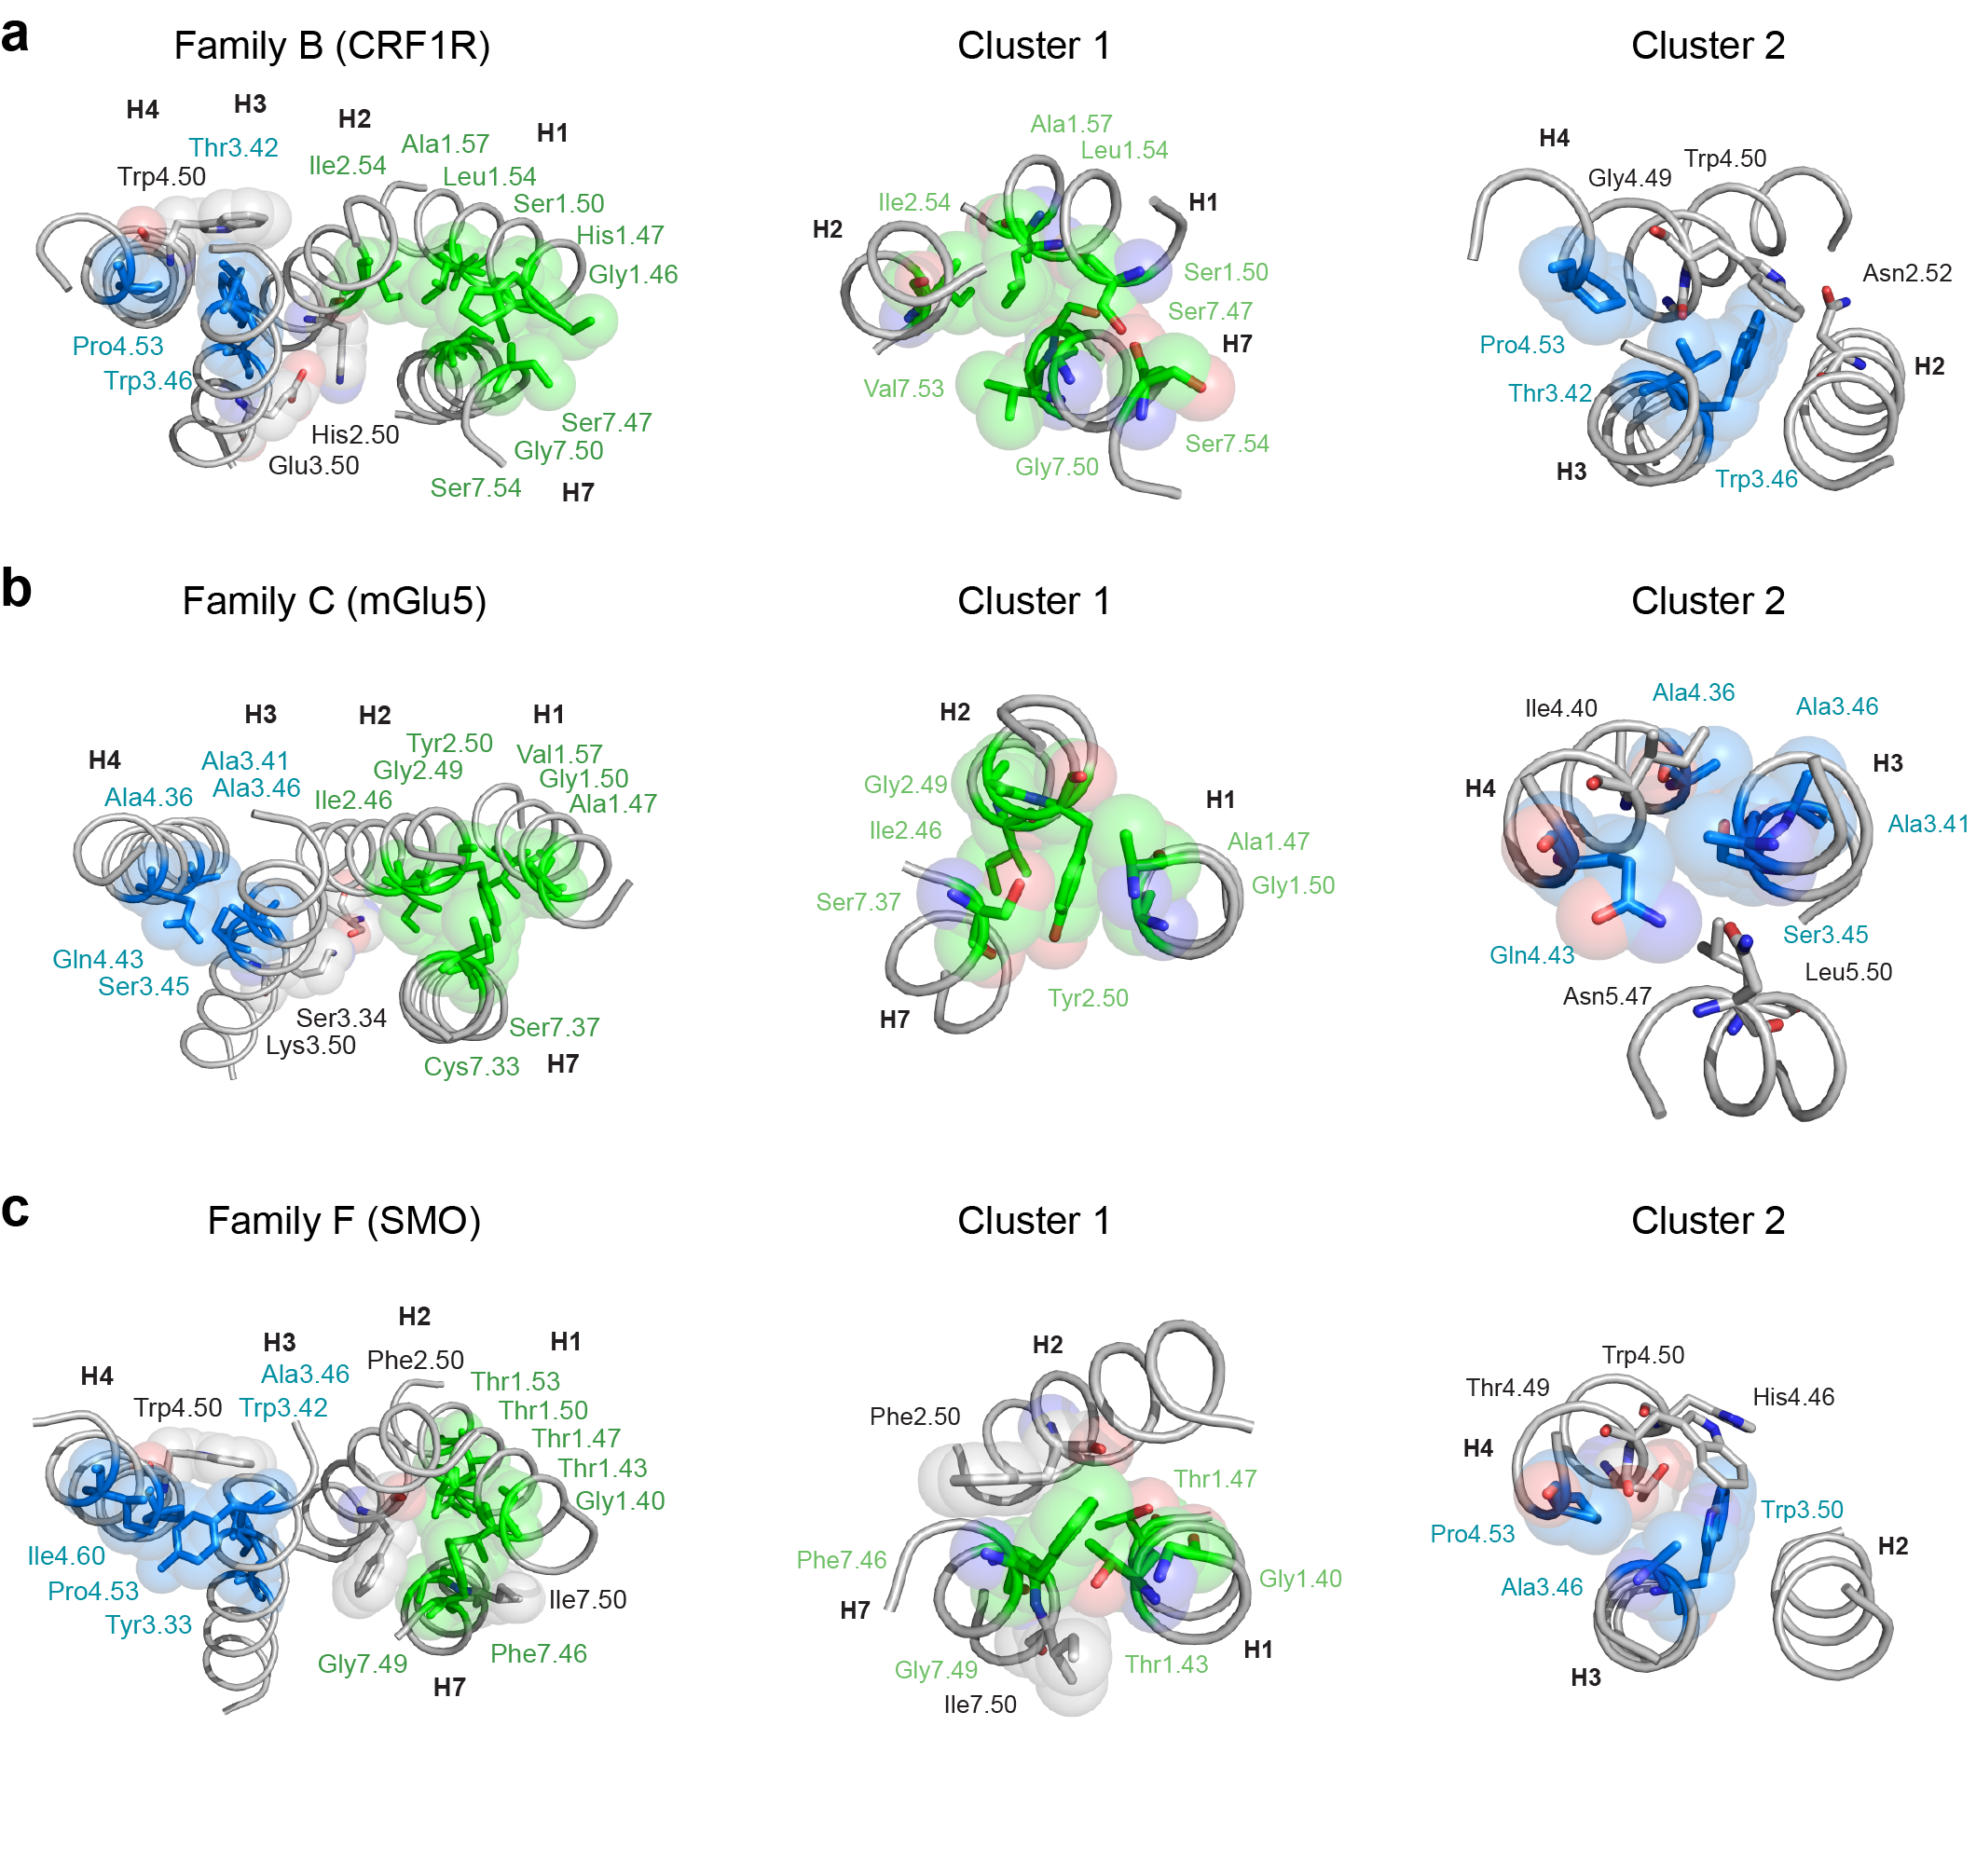 a
Family B (CRF1R)
Cluster 1
Cluster 2
H4
H3
H2
H1
Thr3.42
Trp4.50
Ile2.54
Ala1.57
Leu1.54
Ser1.50
His1.47
Gly1.46
Pro4.53
Trp3.46
His2.50
Glu3.50
Ser7.47
Gly7.50
Ser7.54
H7
Ala1.57
Leu1.54
Ile2.54
H1
H2
Ser1.50
Ser7.47
H7
Val7.53
Ser7.54
Gly7.50
H4
Trp4.50
Gly4.49
Asn2.52
Pro4.53
H2
Thr3.42
H3
Trp3.46
b
Family C (mGlu5)
Cluster 1
Cluster 2
H3
H2
H1
H4
Tyr2.50
Val1.57
Ala3.41
Gly2.49
Gly1.50
Ala3.46
Ala4.36
Ile2.46
Ala1.47
Gln4.43
Ser3.45
Ser3.34
Lys3.50
Ser7.37
Cys7.33
H7
H2
Gly2.49
H1
Ile2.46
Ala1.47
Gly1.50
Ser7.37
Tyr2.50
H7
Ala4.36
Ile4.40
Ala3.46
H3
H4
Ala3.41
Ser3.45
Gln4.43
Leu5.50
Asn5.47
c
Family F (SMO)
Cluster 1
Cluster 2
H2
H3
H1
Phe2.50
H4
Ala3.46
Thr1.53
Trp4.50
Trp3.42
Thr1.50
Thr1.47
Thr1.43
Gly1.40
Ile4.60
Pro4.53
Ile7.50
Tyr3.33
Phe7.46
Gly7.49
H7
H2
Phe2.50
Thr1.47
Phe7.46
Gly1.40
H7
H1
Gly7.49
Thr1.43
Ile7.50
Trp4.50
Thr4.49
His4.46
H4
Trp3.50
Pro4.53
H2
Ala3.46
H3